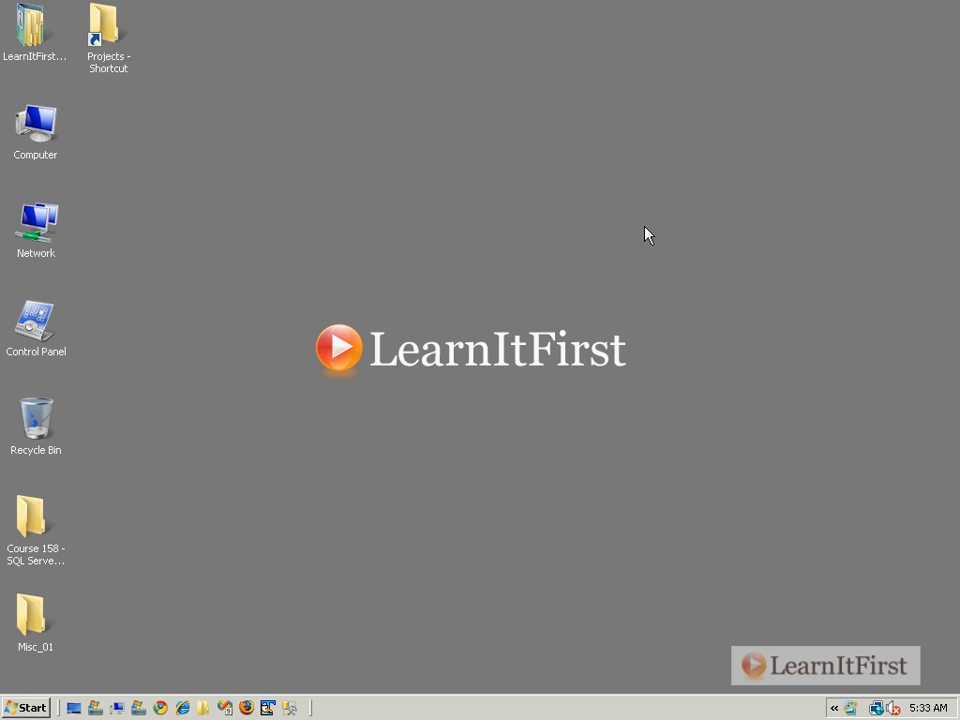 LearnItFirst...
Projects -
Shortcut
Computer
Network
Control Panel
LearnItFirst
Recycle Bin
Course 158 -
SQL Serve...
Misc_01
LearnItFirst
Start
5:33 AM